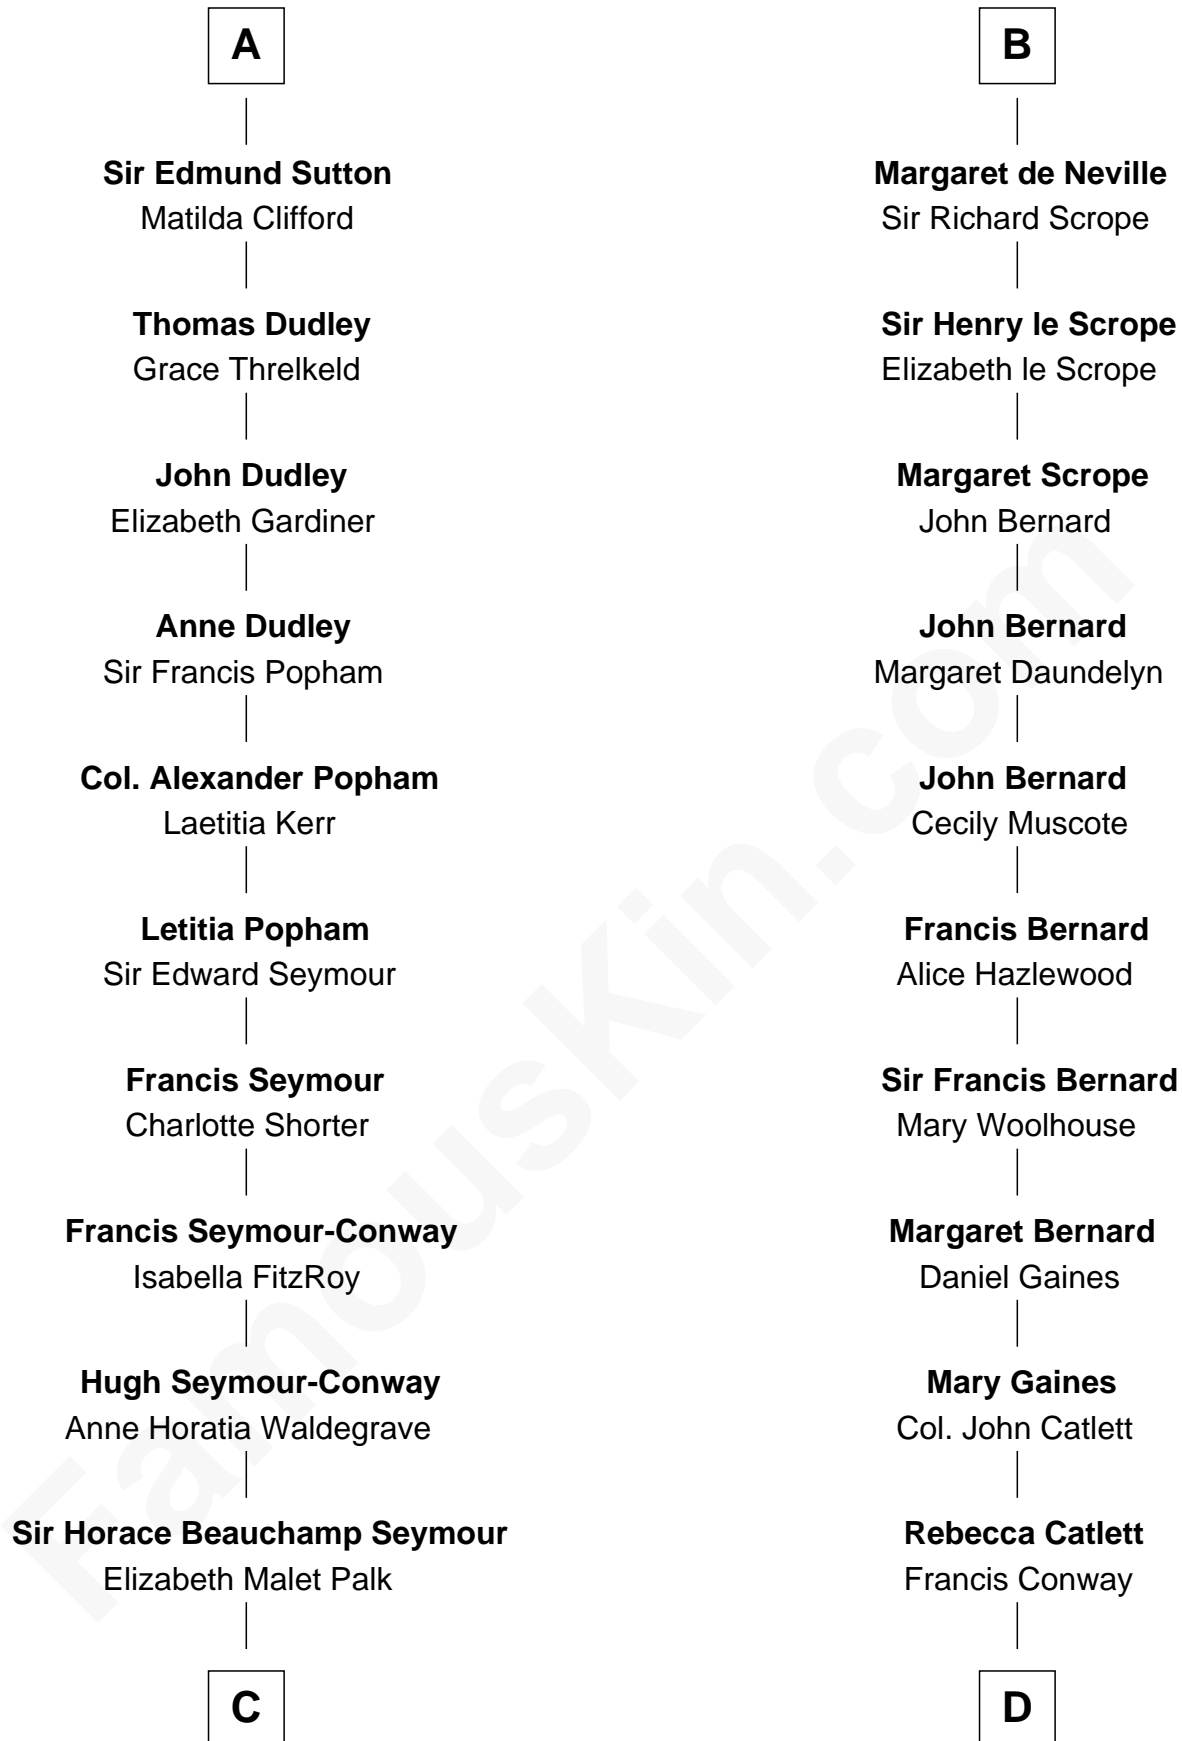 A
Sir Edmund Sutton
Matilda Clifford
Thomas Dudley
Grace Threlkeld
John Dudley
Elizabeth Gardiner
Anne Dudley
Sir Francis Popham
Col. Alexander Popham
Laetitia Kerr
Letitia Popham
Sir Edward Seymour
Francis Seymour
Charlotte Shorter
Francis Seymour-Conway
Isabella FitzRoy
Hugh Seymour-Conway
Anne Horatia Waldegrave
Sir Horace Beauchamp Seymour
Elizabeth Malet Palk
C
B
Margaret de Neville
Sir Richard Scrope
Sir Henry le Scrope
Elizabeth le Scrope
Margaret Scrope
John Bernard
John Bernard
Margaret Daundelyn
John Bernard
Cecily Muscote
Francis Bernard
Alice Hazlewood
Sir Francis Bernard
Mary Woolhouse
Margaret Bernard
Daniel Gaines
Mary Gaines
Col. John Catlett
Rebecca Catlett
Francis Conway
D
FamousKin.com